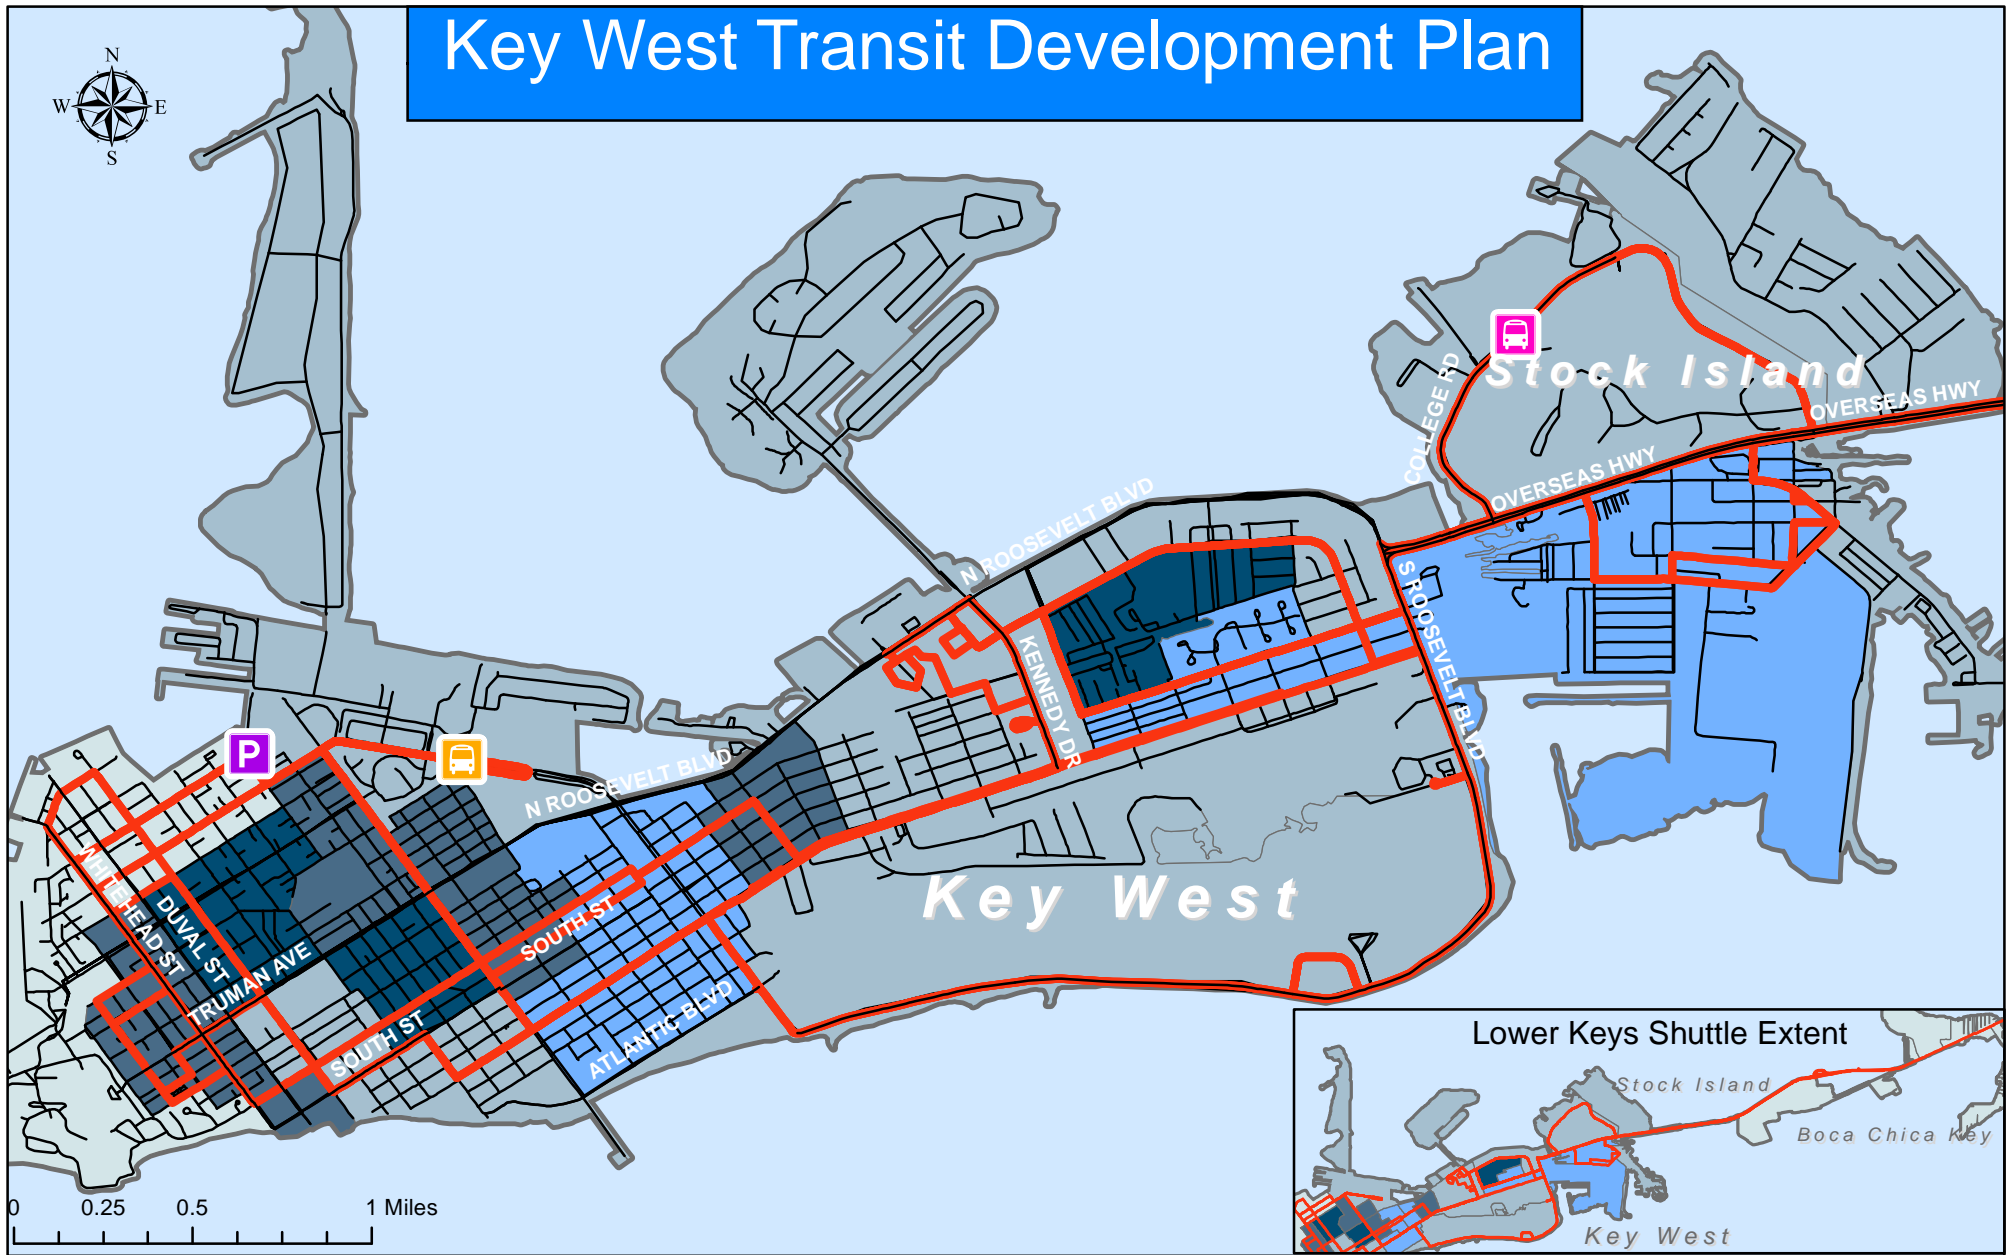 Key West Transit Development Plan
N
W E
S
Stock Island
COLLEGE RD
OVERSEAS HWY
OVERSEAS HWY
N ROOSEVELT BLVD
S ROOSEVELT BLVD
KENNEDY DR
P
N ROOSEVELT BLVD
Key West
WHITEHEAD ST
DUVAL ST
TRUMAN AVE
SOUTH ST
SOUTH ST
ATLANTIC BLVD
Lower Keys Shuttle Extent
Stock Island
Boca Chica Key
Key West
0 0.25 0.5 1 Miles